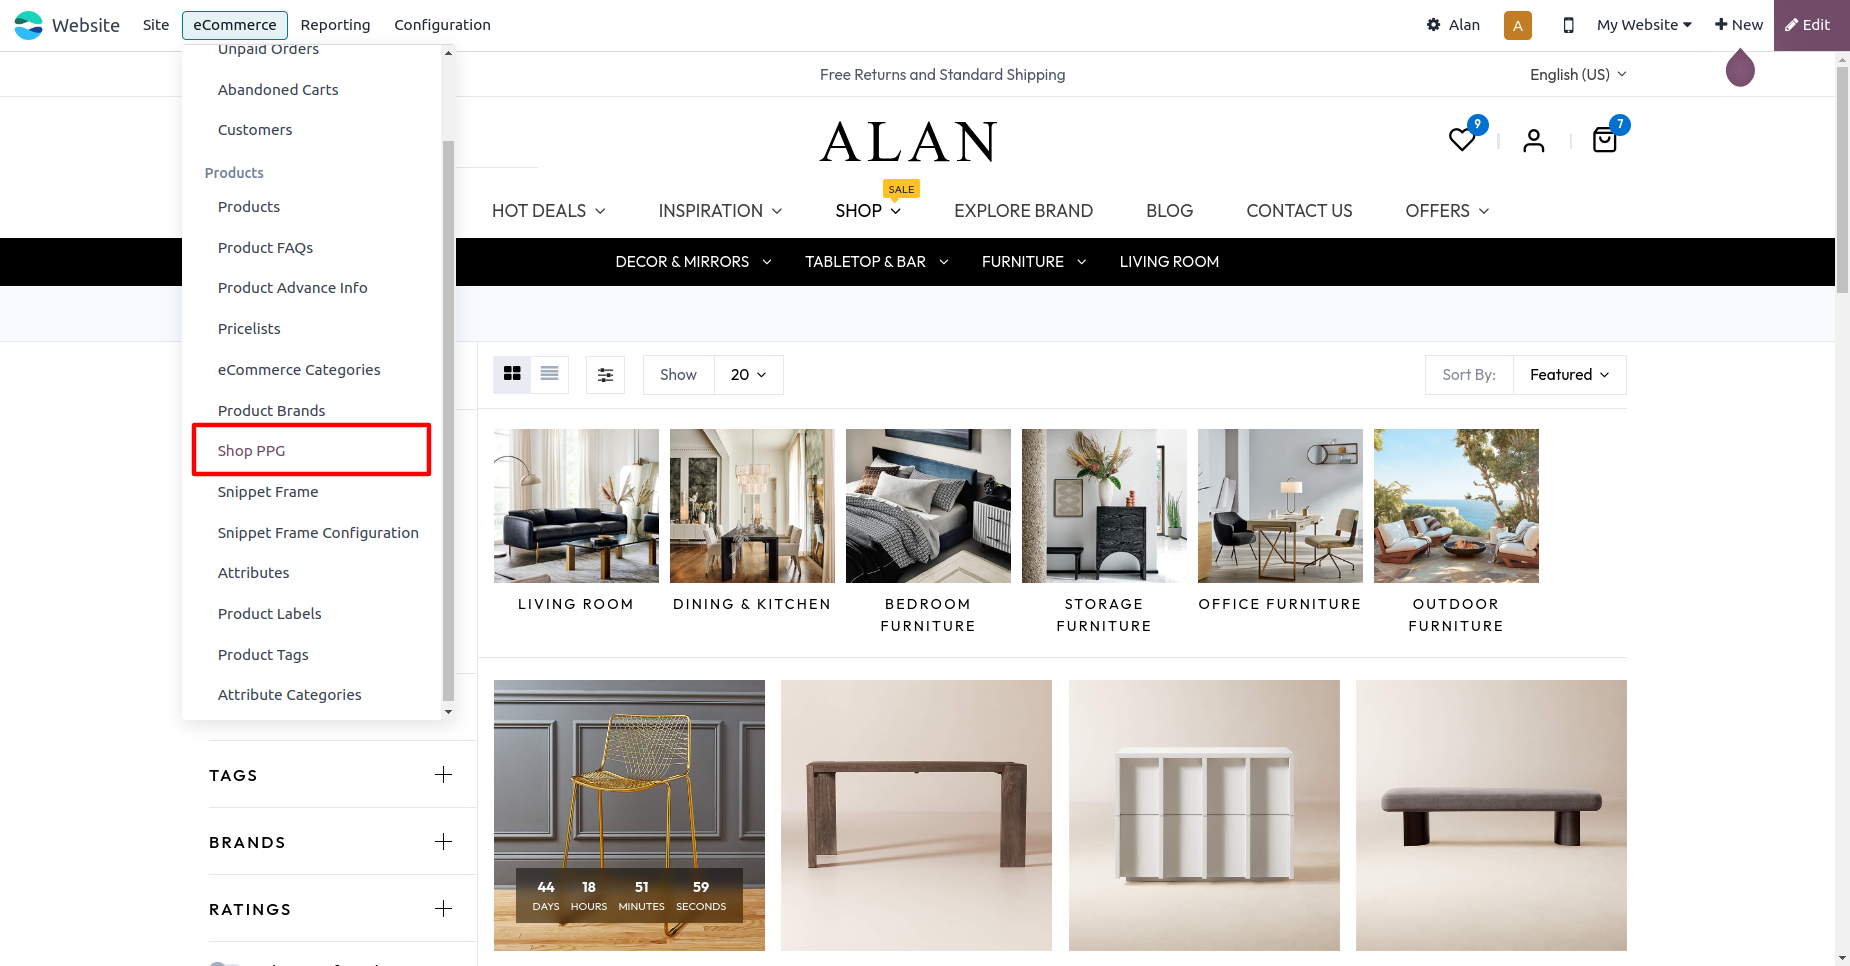 Website
Site
eCommerce
Reporting
Configuration
Alan
A
My Website
New
Edit
Unpaid Orders
Abandoned Carts
Customers
Products
Products
Product FAQs
Product Advance Info
Pricelists
eCommerce Categories
Product Brands
Shop PPG
Snippet Frame
Snippet Frame Configuration
Attributes
Product Labels
Product Tags
Attribute Categories
Free Returns and Standard Shipping
English (US)
ALAN
9
7
SALE
HOT DEALS
INSPIRATION
SHOP
EXPLORE BRAND
BLOG
CONTACT US
OFFERS
DECOR & MIRRORS
TABLETOP & BAR
FURNITURE
LIVING ROOM
Show
20
Sort By:
Featured
LIVING ROOM
DINING & KITCHEN
BEDROOM
FURNITURE
STORAGE
FURNITURE
OFFICE FURNITURE
OUTDOOR
FURNITURE
TAGS
BRANDS
RATINGS
44
18
51
59
DAYS
HOURS
MINUTES
SECONDS